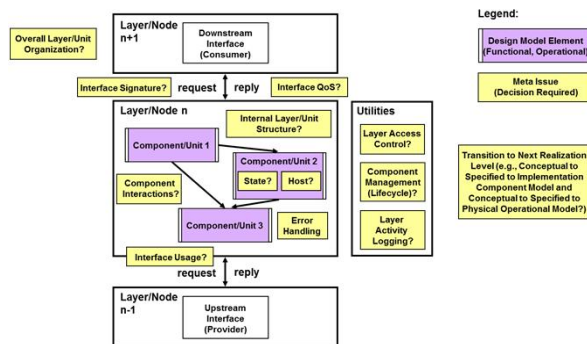 Overall Layer/Unit
Organization?
Layer/Node
n+1
Downstream
Interface
(Consumer)
Legend:
Design Model Element
(Functional, Operational)
Meta Issue
(Decision Required)
Interface Signature?
request
reply
Interface QoS?
Layer/Node n
Internal Layer/Unit
Structure?
Component/Unit 1
Component/Unit 2
State?
Host?
Component
Interactions?
Component/Unit 3
Error
Handling
Interface Usage?
request
reply
Utilities
Layer Access
Control?
Component
Management
(Lifecycle)?
Layer
Activity
Logging?
Transition to Next Realization
Level (e.g., Conceptual to
Specified to Implementation
Component Model and
Conceptual to Specified to
Physical Operational Model?)
Layer/Node
n-1
Upstream
Interface
(Provider)